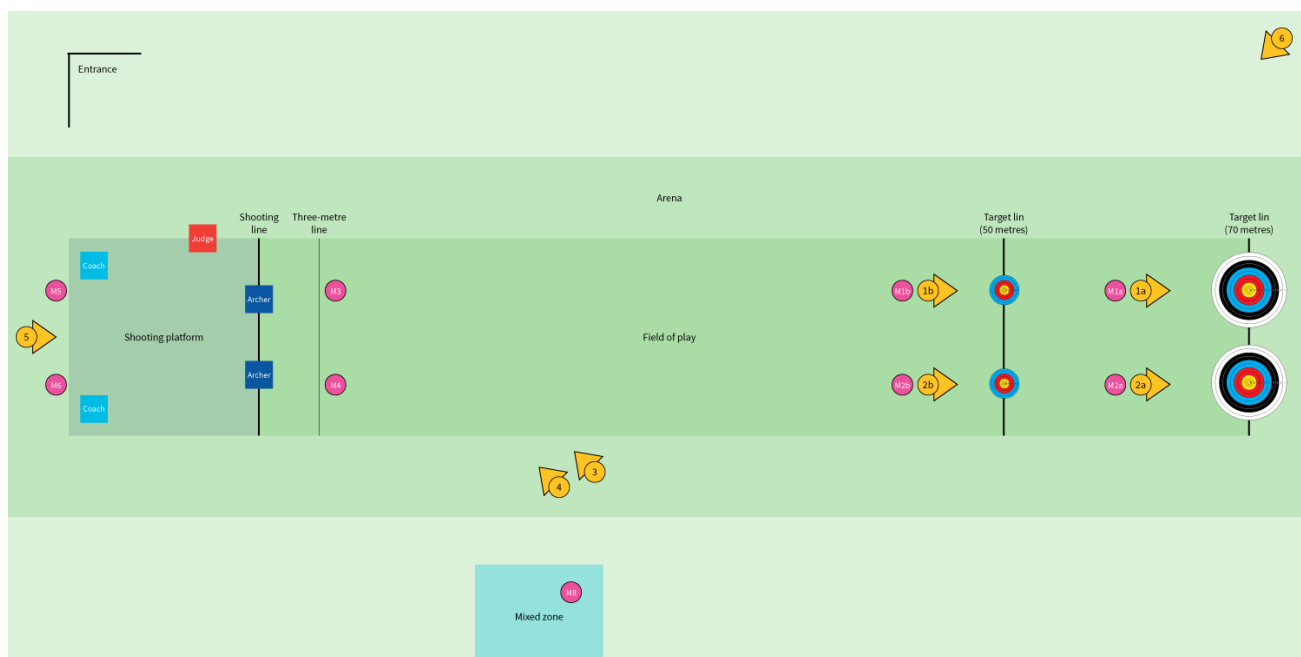 6
Entrance
Arena
Shooting
line
Three-metre
line
Target lin
(50 metres)
Target lin
(70 metres)
Judge
Coach
M5
Archer
M3
M1b
1b
M1a
1a
5
Shooting platform
Field of play
M6
Coach
Archer
M4
M2b
2b
M2a
2a
3
4
M8
Mixed zone